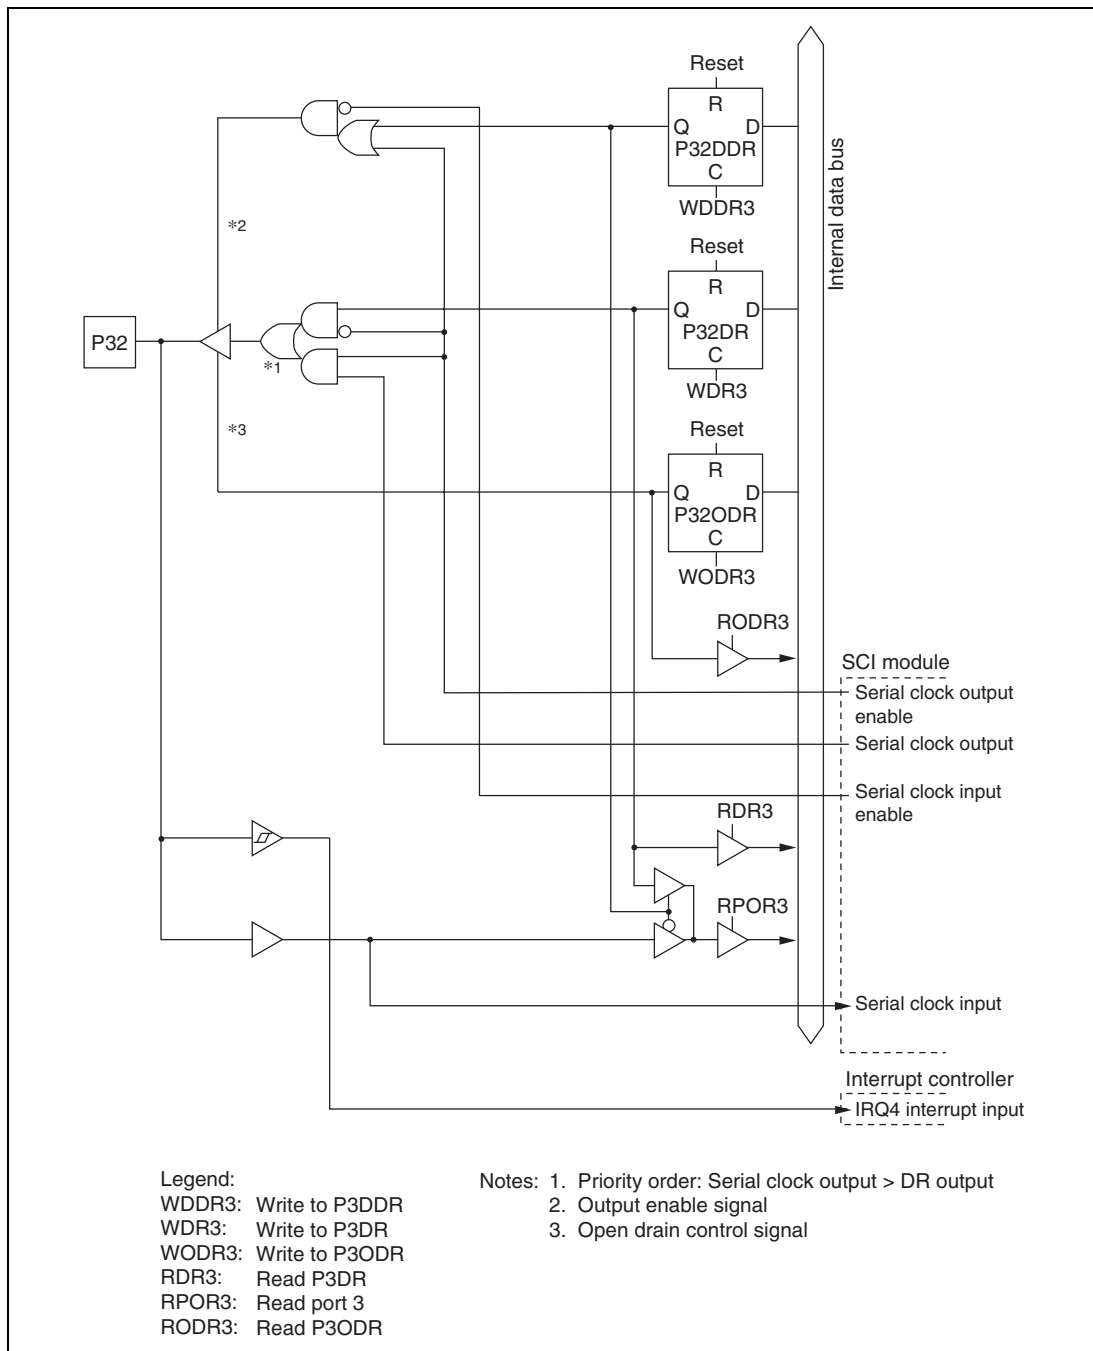 Reset
R
Q D
P32DDR
C
WDDR3
Internal data bus
*2
Reset
R
Q D
P32DR
C
WDR3
P32
*1
*3
Reset
R
Q D
P32ODR
C
WODR3
RODR3
SCI module
Serial clock output
enable
Serial clock output
Serial clock input
enable
RDR3
RPOR3
Serial clock input
Interrupt controller
IRQ4 interrupt input
Legend:
WDDR3: Write to P3DDR
WDR3: Write to P3DR
WODR3: Write to P3ODR
RDR3: Read P3DR
RPOR3: Read port 3
RODR3: Read P3ODR
Notes: 1. Priority order: Serial clock output > DR output
2. Output enable signal
3. Open drain control signal